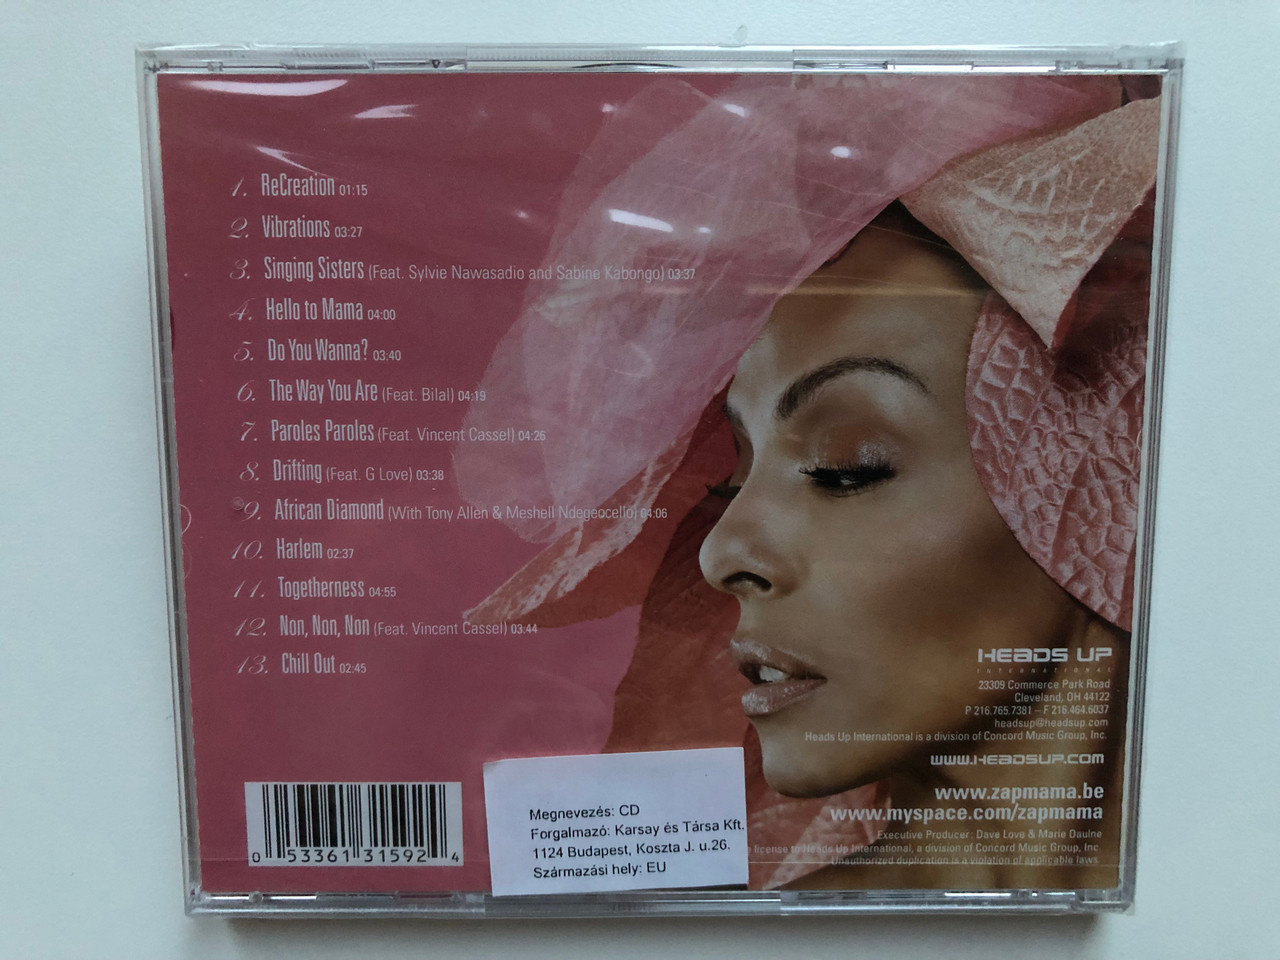 1. ReCreation 01:15
2. Vibrations 03:27
3. Singing Sisters (Feat. Sylvie Nawasadio and Sabine Kabongo) 03:37
4. Hello to Mama 04:00
5. Do You Wanna? 03:40
6. The Way You Are (Feat. Bilal) 04:19
7. Paroles Paroles (Feat. Vincent Cassel) 04:26
8. Drifting (Feat. G Love) 03:38
9. African Diamond (With Tony Allen & Meshell Ndegeocello) 04:06
10. Harlem 02:37
11. Togetherness 04:55
12. Non, Non, Non (Feat. Vincent Cassel) 03:44
13. Chill Out 02:45
HEADS UP
INTERNATIONAL
23309 Commerce Park Road
Cleveland, OH 44122
P 216.765.7381 – F 216.464.6037
headsup@headsup.com
Heads Up International is a division of Concord Music Group, Inc.
www.HEADSUP.COM
www.zapmama.be
www.myspace.com/zapmama
Executive Producer: Dave Love & Marie Daulne
license to Heads Up International, a division of Concord Music Group, Inc.
Unauthorized duplication is a violation of applicable laws.
0 53361 31592 4
Megnevezés: CD
Forgalmazó: Karsay és Társa Kft.
1124 Budapest, Koszta J. u.26.
Származási hely: EU